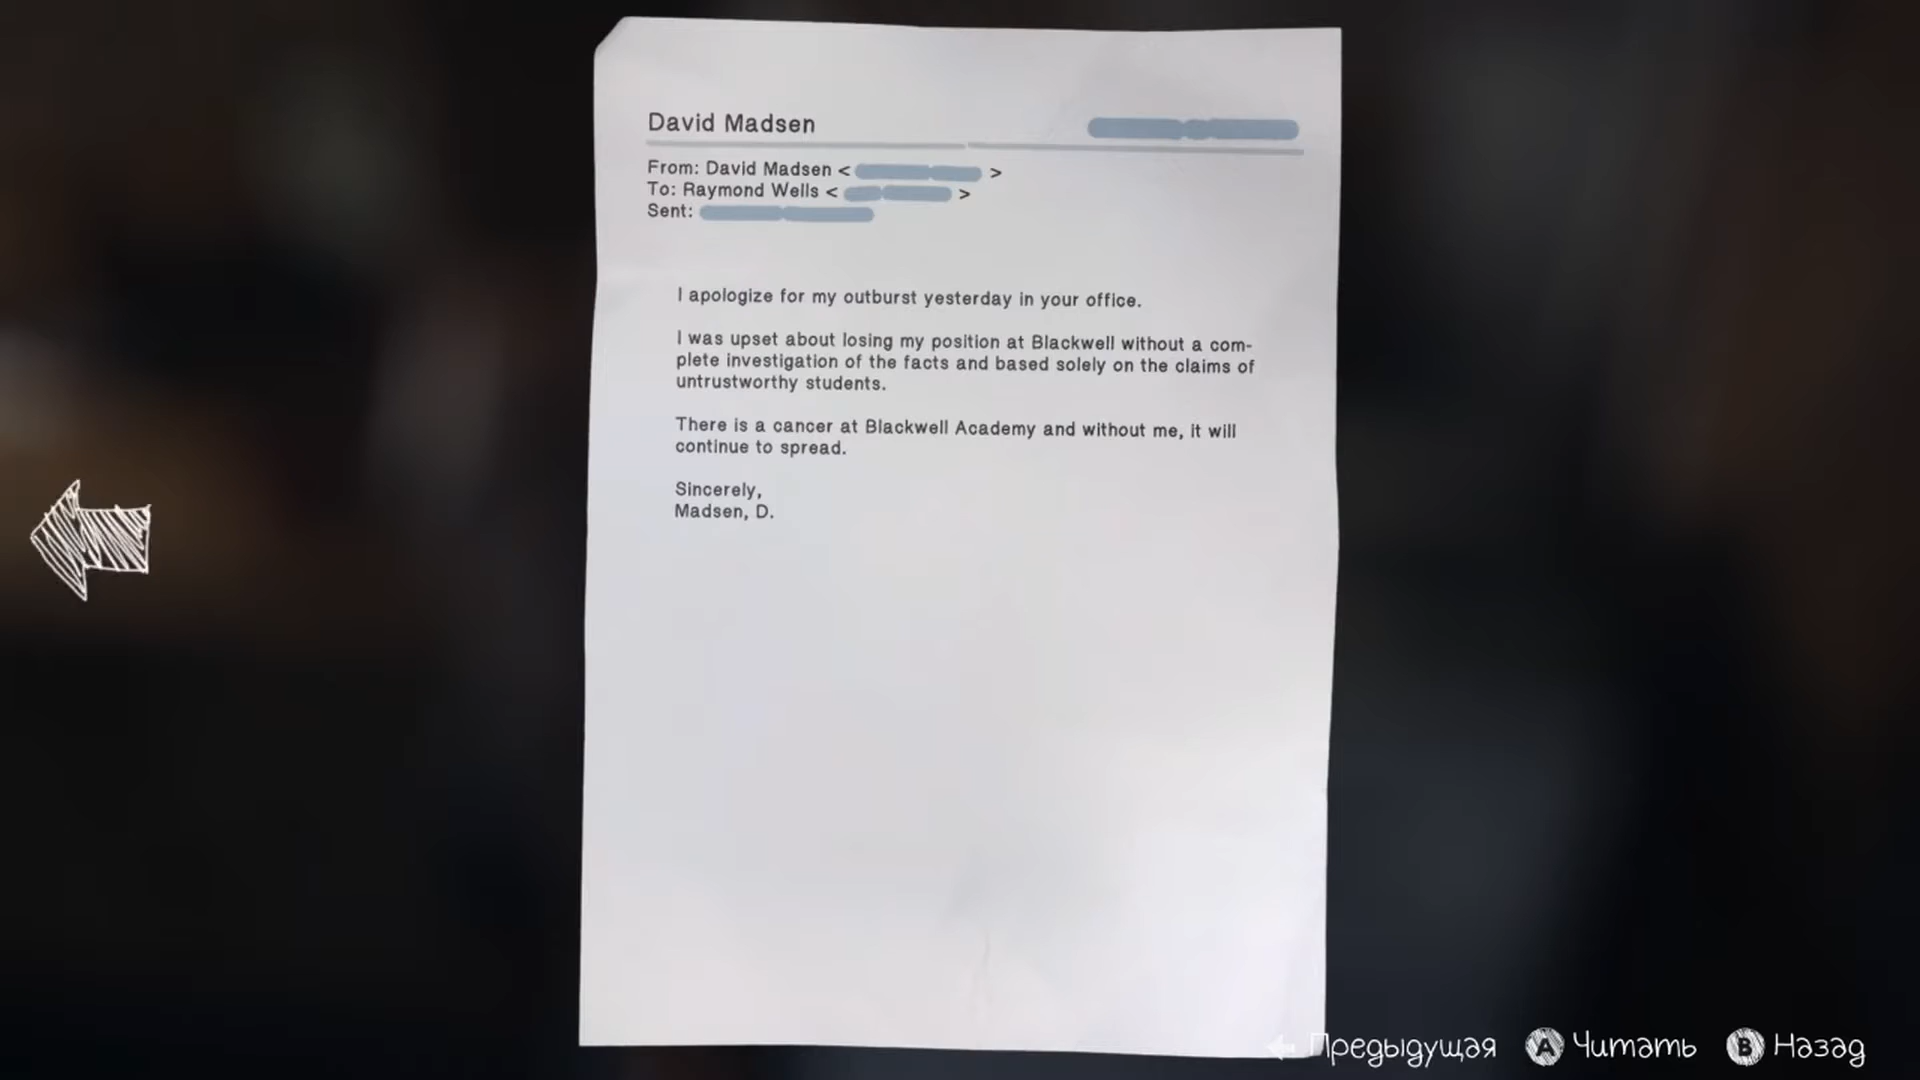 David Madsen
From: David Madsen < >
To: Raymond Wells < >
Sent:
I apologize for my outburst yesterday in your office.
I was upset about losing my position at Blackwell without a com-
plete investigation of the facts and based solely on the claims of
untrustworthy students.
There is a cancer at Blackwell Academy and without me, it will
continue to spread.
Sincerely,
Madsen, D.
Предыдущая A Читать B Назад